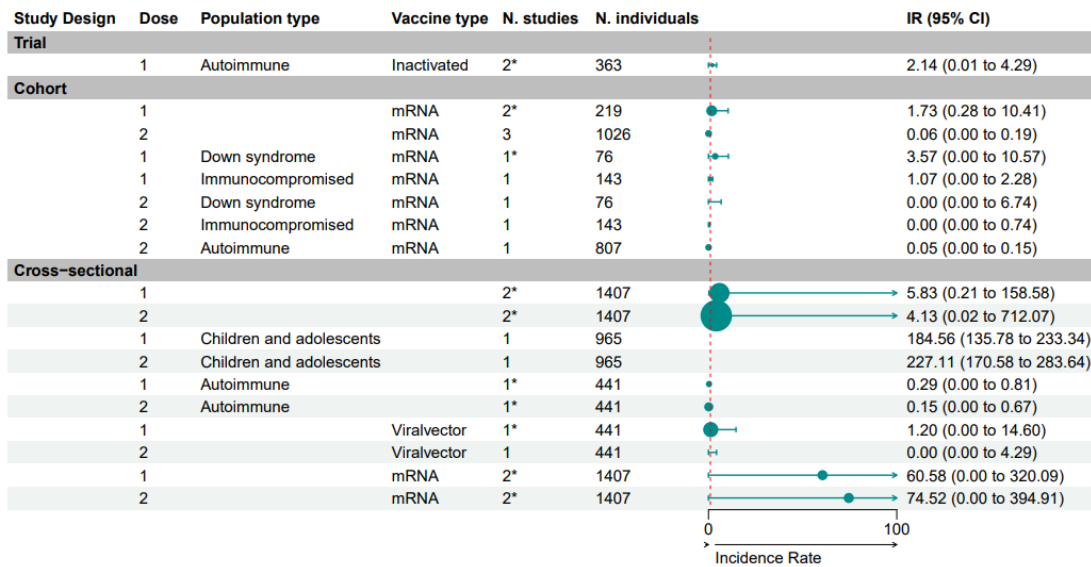 Study Design Dose Population type Vaccine type N. studies N. individuals IR (95% CI)
Trial
1 Autoimmune Inactivated 2* 363 2.14 (0.01 to 4.29)
Cohort
1 mRNA 2* 219 1.73 (0.28 to 10.41)
2 mRNA 3 1026 0.06 (0.00 to 0.19)
1 Down syndrome mRNA 1* 76 3.57 (0.00 to 10.57)
1 Immunocompromised mRNA 1 143 1.07 (0.00 to 2.28)
2 Down syndrome mRNA 1 76 0.00 (0.00 to 6.74)
2 Immunocompromised mRNA 1 143 0.00 (0.00 to 0.74)
2 Autoimmune mRNA 1 807 0.05 (0.00 to 0.15)
Cross−sectional
1 2* 1407 5.83 (0.21 to 158.58)
2 2* 1407 4.13 (0.02 to 712.07)
1 Children and adolescents 1 965 184.56 (135.78 to 233.34)
2 Children and adolescents 1 965 227.11 (170.58 to 283.64)
1 Autoimmune 1* 441 0.29 (0.00 to 0.81)
2 Autoimmune 1* 441 0.15 (0.00 to 0.67)
1 Viralvector 1* 441 1.20 (0.00 to 14.60)
2 Viralvector 1 441 0.00 (0.00 to 4.29)
1 mRNA 2* 1407 60.58 (0.00 to 320.09)
2 mRNA 2* 1407 74.52 (0.00 to 394.91)
0 100
Incidence Rate